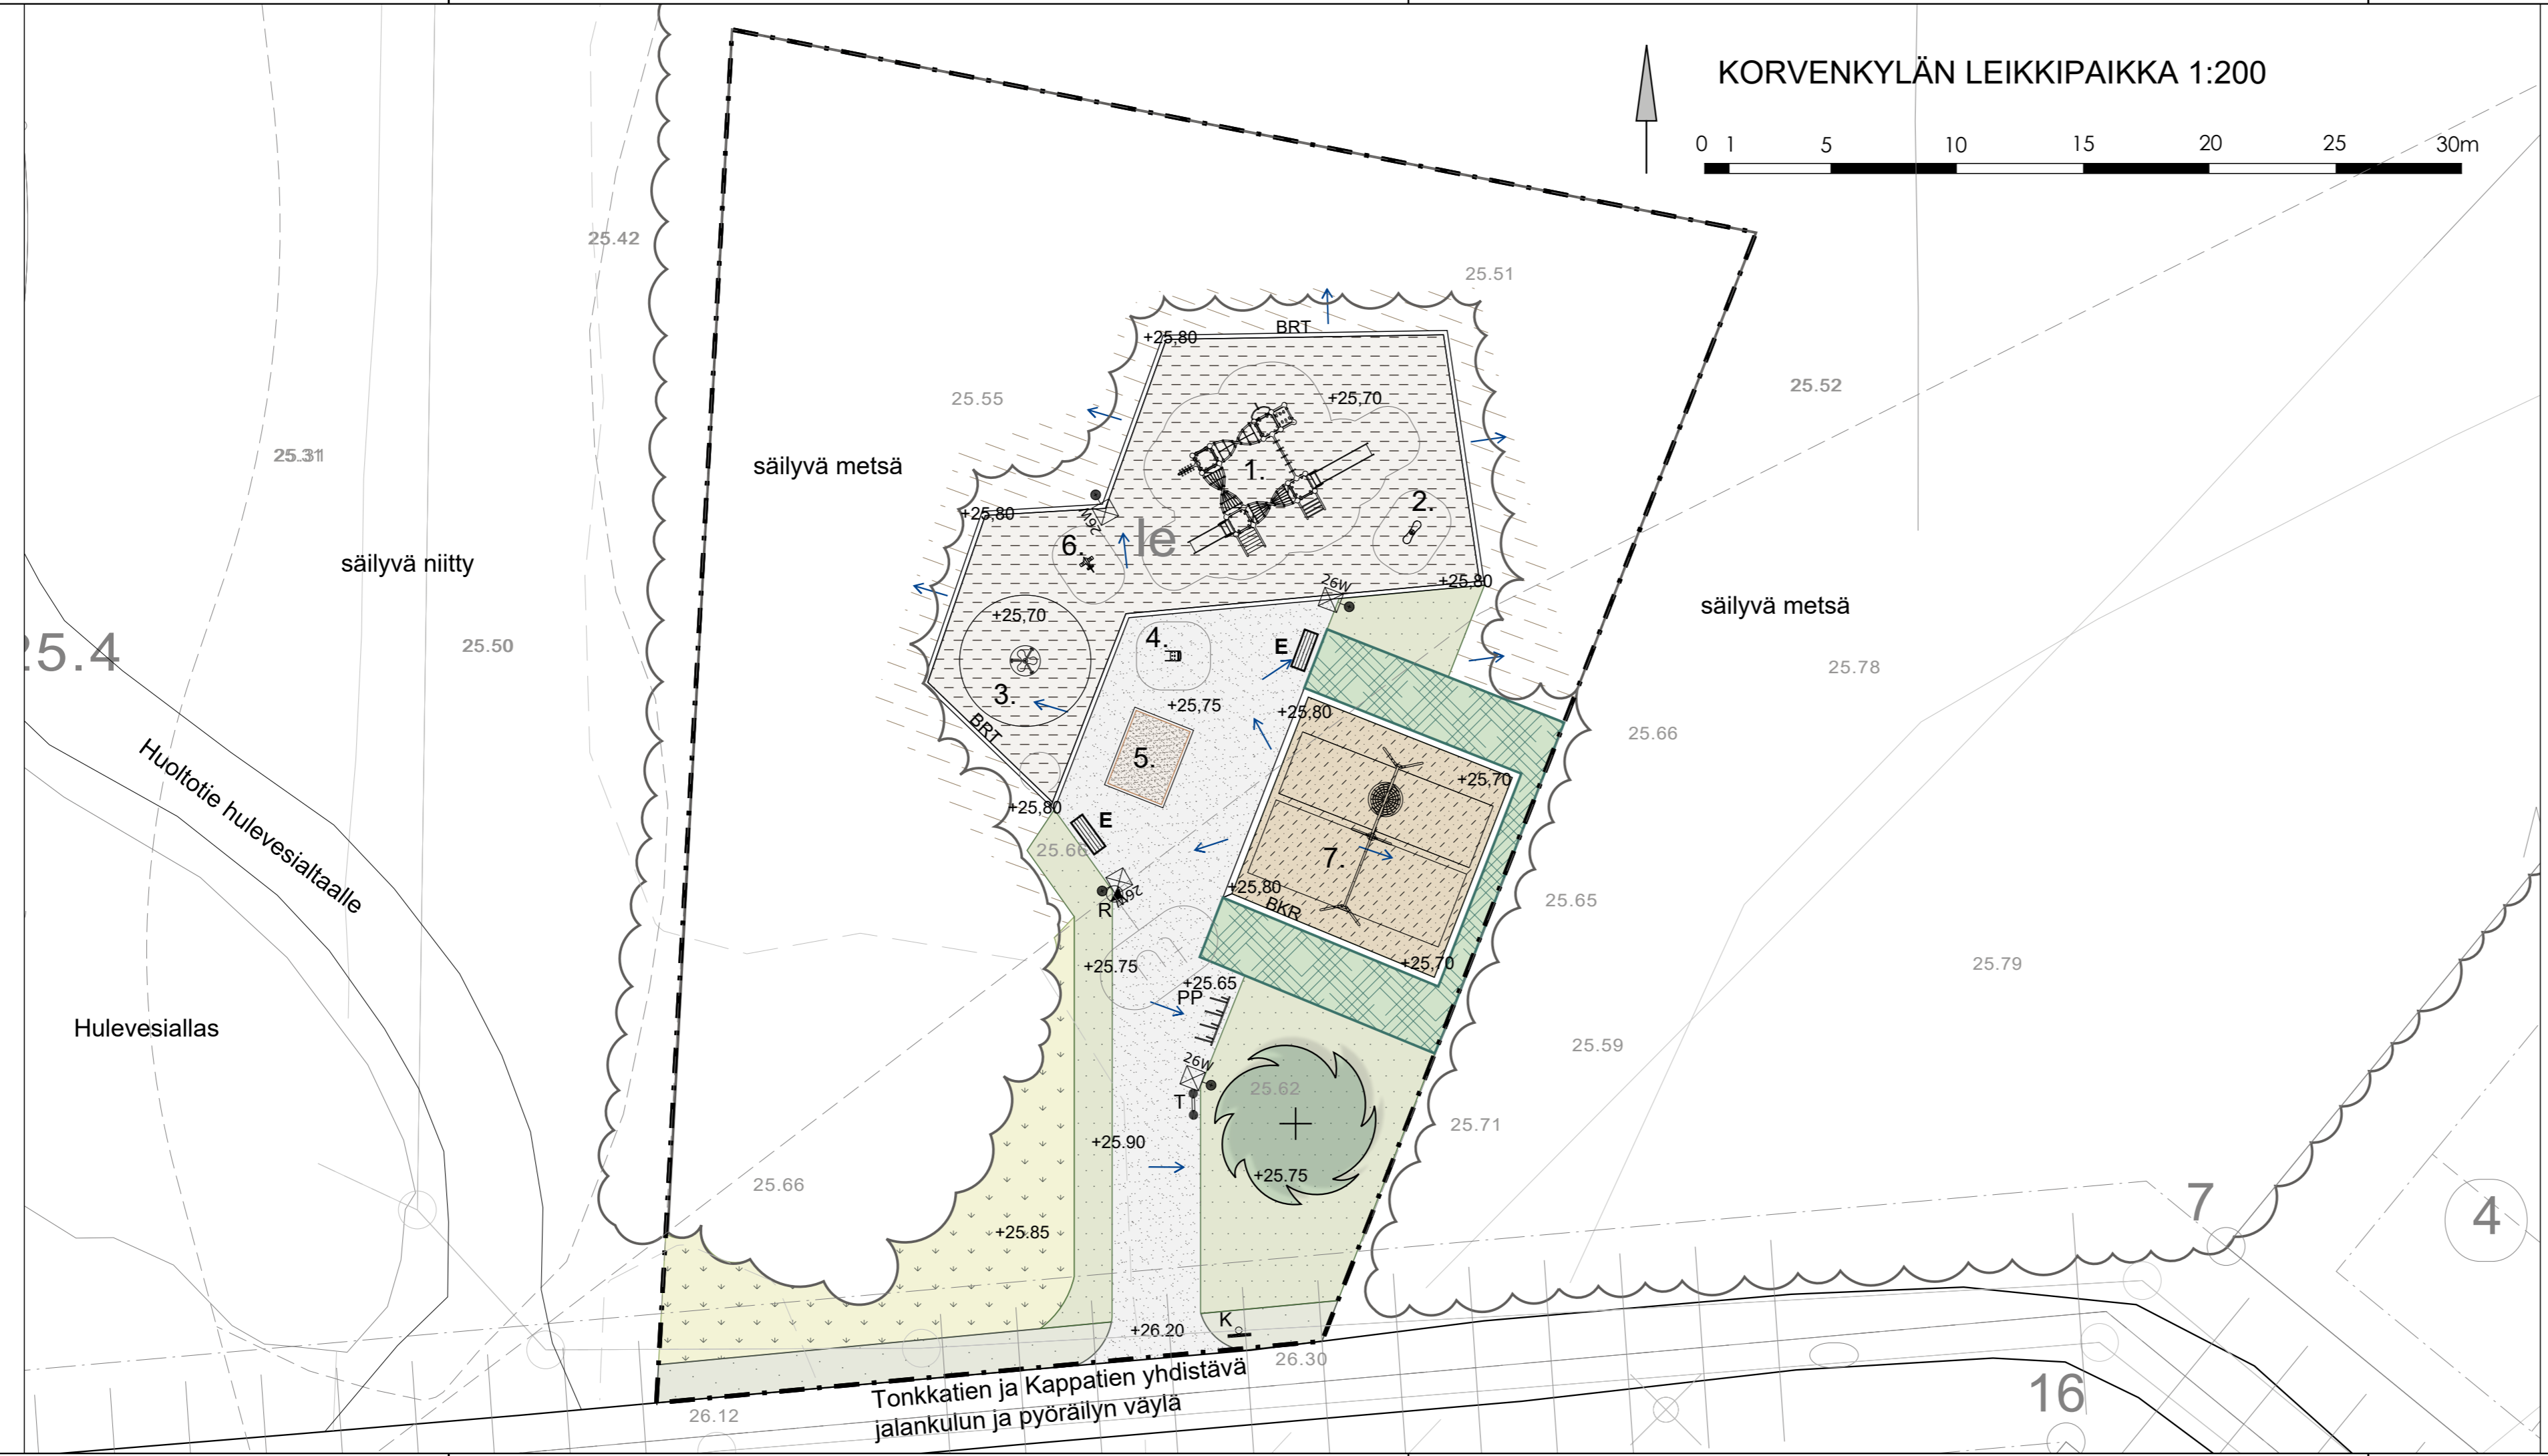 KORVENKYLÄN LEIKKIPAIKKA 1:200
0 1 5 10 15 20 25 30m
25.42
25.51
BRT
+25,80
25.52
25.55
+25,70
25.31
säilyvä metsä
1.
2.
+25,80
26W
le
6.
säilyvä niitty
26W
+25,80
säilyvä metsä
+25,70
25.4
25.50
4.
E
25.78
3.
+25,75
+25,80
BRT
25.66
Huoltotie hulevesialtaalle
5.
+25,70
+25,80
E
25.66
7.
26W
R
+25,80
BKR
25.65
+25.75
+25,70
25.79
+25.65
PP
Hulevesiallas
25.59
26W
25.62
T
25.71
+25.90
+25.75
25.66
7
4
+25.85
K
+26.20
26.30
Tonkkatien ja Kappatien yhdistävä
jalankulun ja pyöräilyn väylä
26.12
16